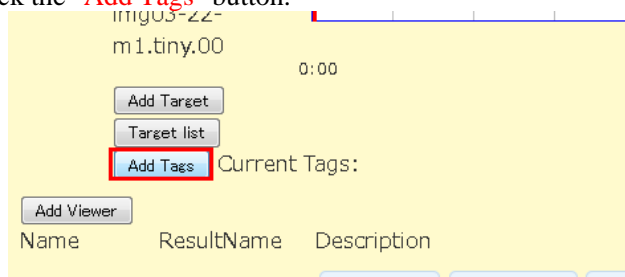 ck the "Add Tags" button.
img03-22-
m1.tiny.00
0:00
Add Target
Target list
Add Tags Current Tags:
Add Viewer
Name ResultName Description